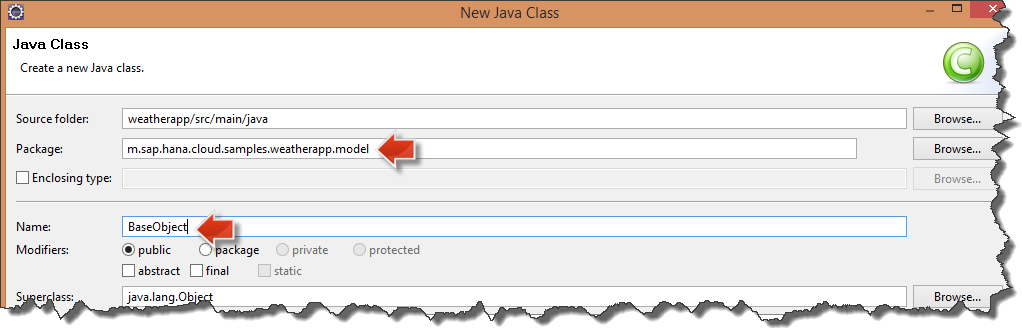 New Java Class
Java Class
Create a new Java class.
C
Source folder: weatherapp/src/main/java Browse...
Package: m.sap.hana.cloud.samples.weatherapp.model Browse...
Enclosing type: Browse...
Name: BaseObject
Modifiers: public package private protected
abstract final static
Superclass: java.lang.Object Browse...